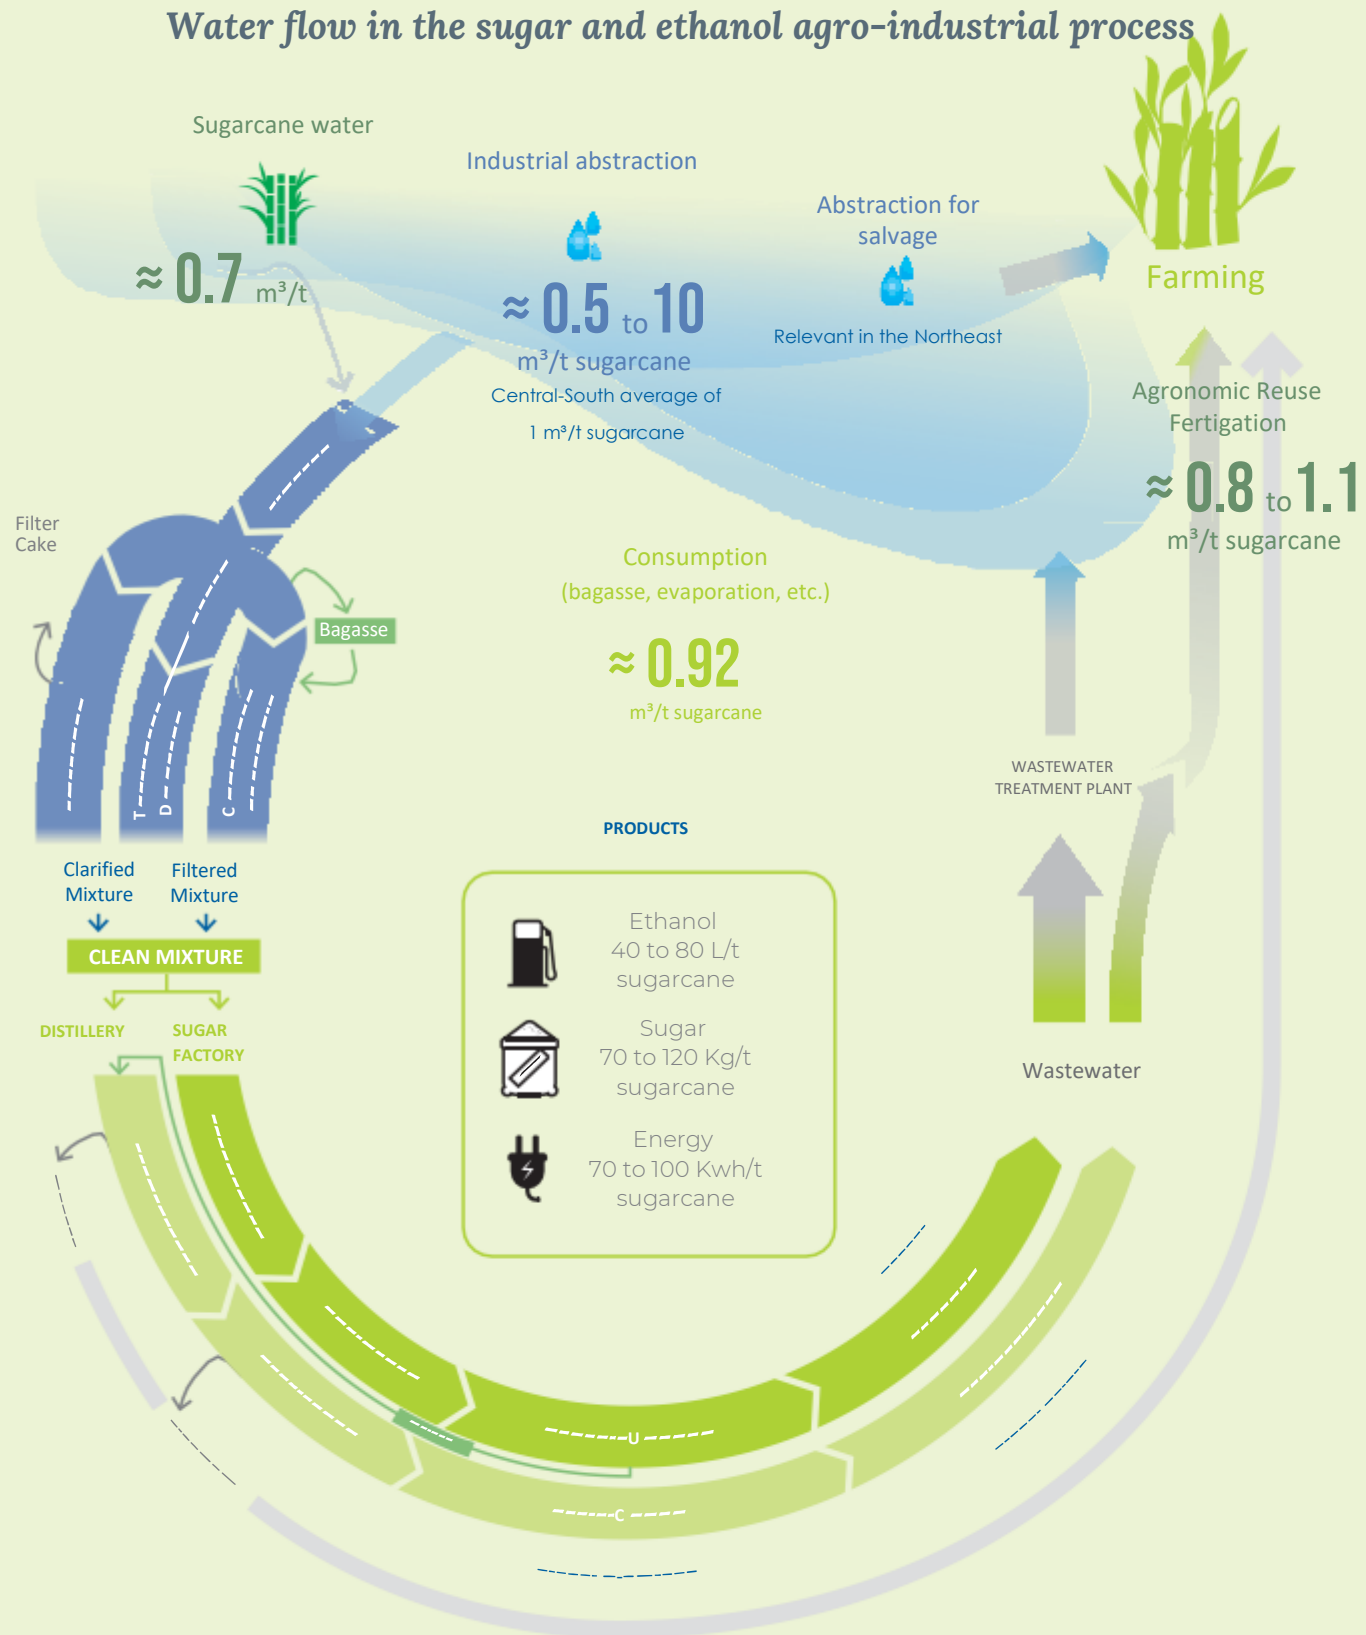 Water flow in the sugar and ethanol agro-industrial process
Sugarcane water
≈ 0.7 m³/t
Industrial abstraction
≈ 0.5 to 10
m³/t sugarcane
Central-South average of
1 m³/t sugarcane
Abstraction for
salvage
Relevant in the Northeast
Farming
Agronomic Reuse
Fertigation
≈ 0.8 to 1.1
m³/t sugarcane
Filter
Cake
Bagasse
Consumption
(bagasse, evaporation, etc.)
≈ 0.92
m³/t sugarcane
T
D
C
WASTEWATER
TREATMENT PLANT
PRODUCTS
Clarified
Mixture
Filtered
Mixture
CLEAN MIXTURE
DISTILLERY
SUGAR
FACTORY
Ethanol
40 to 80 L/t
sugarcane
Sugar
70 to 120 Kg/t
sugarcane
Energy
70 to 100 Kwh/t
sugarcane
Wastewater
U
C